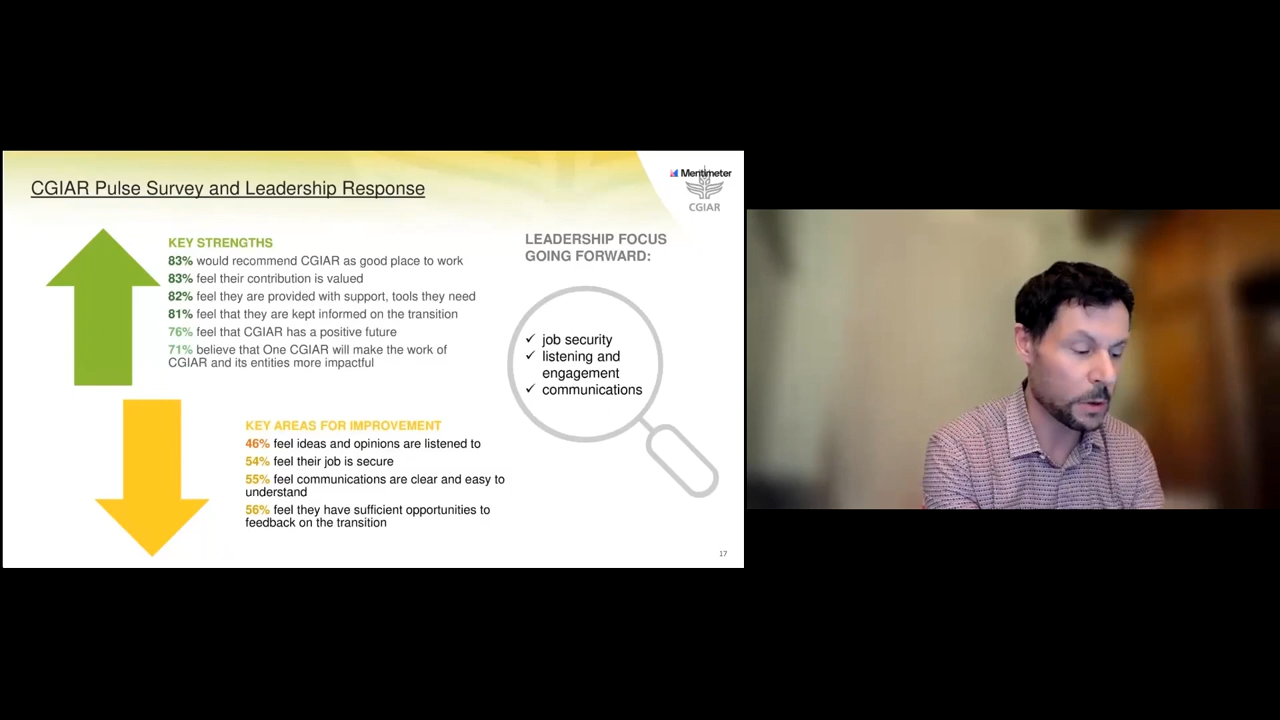 Mentimeter
CGIAR
CGIAR Pulse Survey and Leadership Response
KEY STRENGTHS
83% would recommend CGIAR as good place to work
83% feel their contribution is valued
82% feel they are provided with support, tools they need
81% feel that they are kept informed on the transition
76% feel that CGIAR has a positive future
71% believe that One CGIAR will make the work of
CGIAR and its entities more impactful
LEADERSHIP FOCUS
GOING FORWARD:
✓ job security
✓ listening and
engagement
✓ communications
KEY AREAS FOR IMPROVEMENT
46% feel ideas and opinions are listened to
54% feel their job is secure
55% feel communications are clear and easy to
understand
56% feel they have sufficient opportunities to
feedback on the transition
17